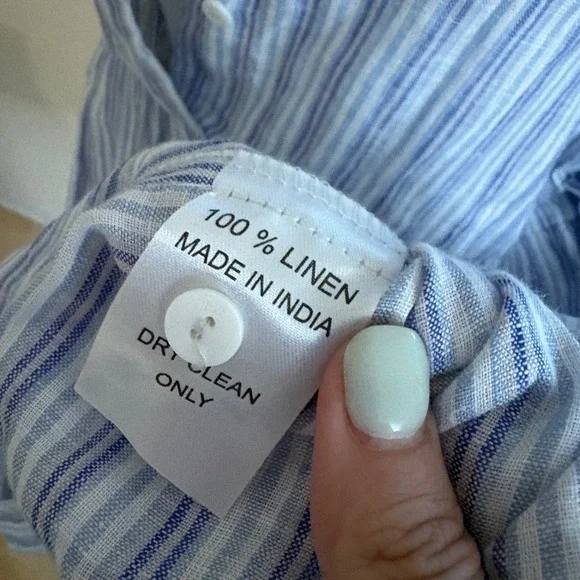 100 % LINEN
MADE IN INDIA
DRY CLEAN
ONLY